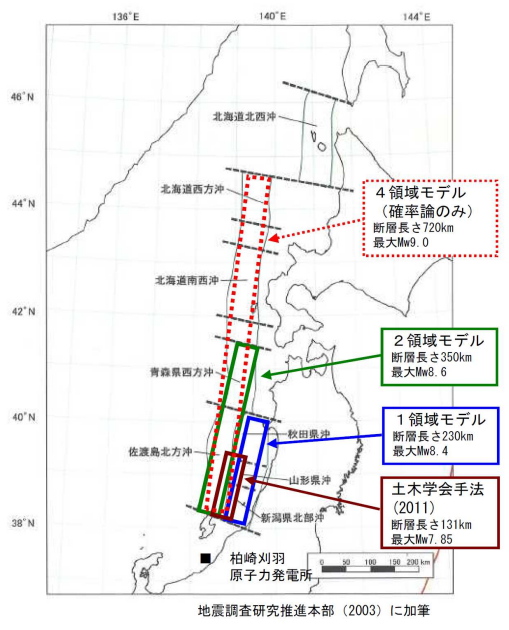 136°E
140°E
144°E
46°N
44°N
42°N
40°N
38°N
北海道北西沖
北海道西方沖
北海道南西沖
青森県西方沖
佐渡島北方沖
秋田県沖
山形県沖
新潟県北部沖
４領域モデル
（確率論のみ）
断層長さ720km
最大Mw9.0
２領域モデル
断層長さ350km
最大Mw8.6
１領域モデル
断層長さ230km
最大Mw8.4
土木学会手法
(2011)
断層長さ131km
最大Mw7.85
■ 柏崎刈羽
原子力発電所
0 50 100 150 200 km
地震調査研究推進本部（2003）に加筆